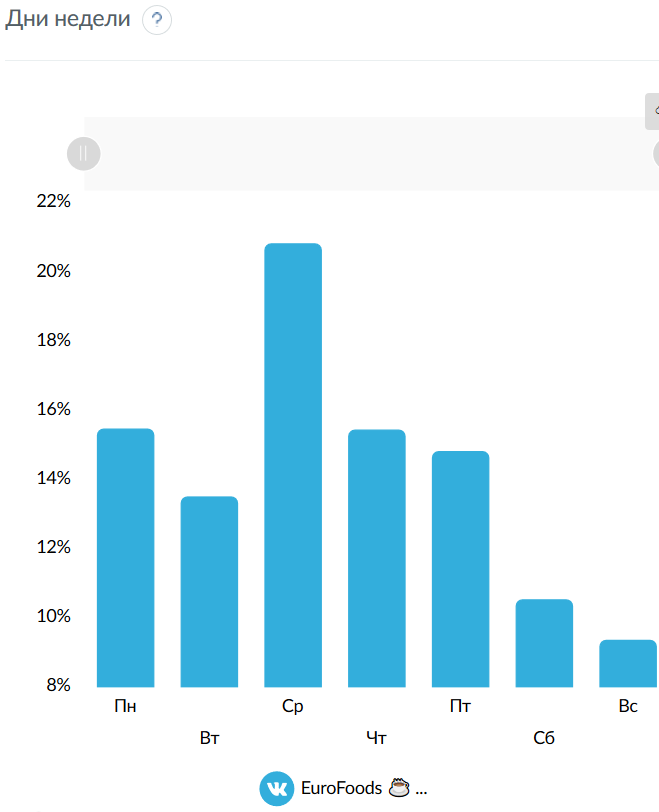 Дни недели ?
22%
20%
18%
16%
14%
12%
10%
8%
Пн Ср Пт Вс
Вт Чт Сб
EuroFoods ☕ ...